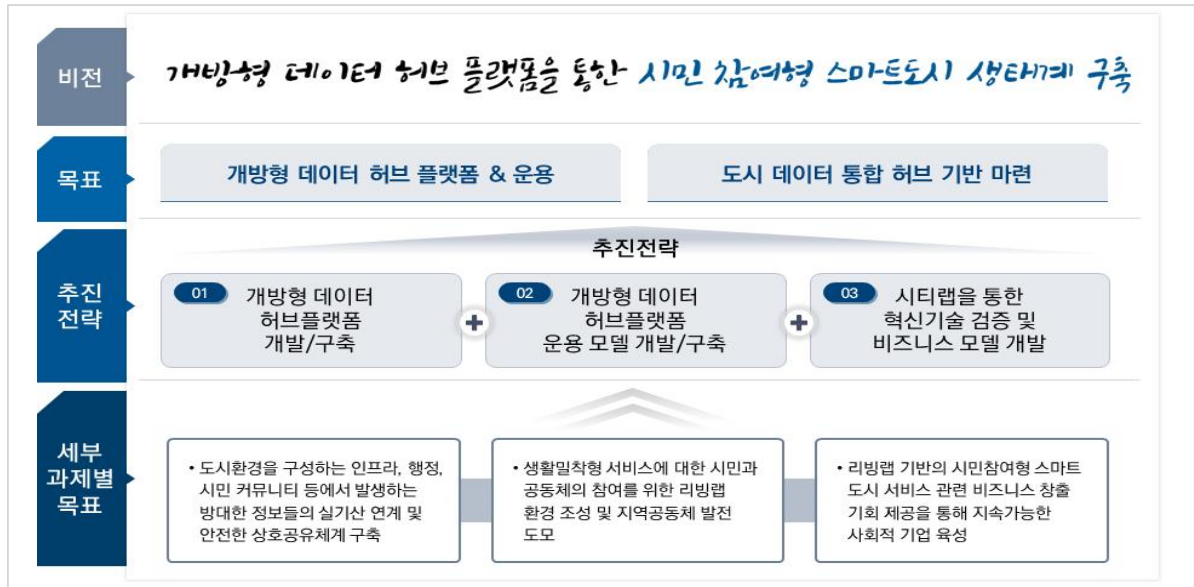 비전
개방형 데이터 허브 플랫폼을 통한 시민 참여형 스마트도시 생태계 구축
목표
개방형 데이터 허브 플랫폼 & 운용
도시 데이터 통합 허브 기반 마련
추진
전략
추진전략
01 개방형 데이터
허브플랫폼
개발/구축
+
02 개방형 데이터
허브플랫폼
운용 모델 개발/구축
+
03 시티랩을 통한
혁신기술 검증 및
비즈니스 모델 개발
세부
과제별
목표
• 도시환경을 구성하는 인프라, 행정,
시민 커뮤니티 등에서 발생하는
방대한 정보들의 실기산 연계 및
안전한 상호공유체계 구축
• 생활밀착형 서비스에 대한 시민과
공동체의 참여를 위한 리빙랩
환경 조성 및 지역공동체 발전
도모
• 리빙랩 기반의 시민참여형 스마트
도시 서비스 관련 비즈니스 창출
기회 제공을 통해 지속가능한
사회적 기업 육성